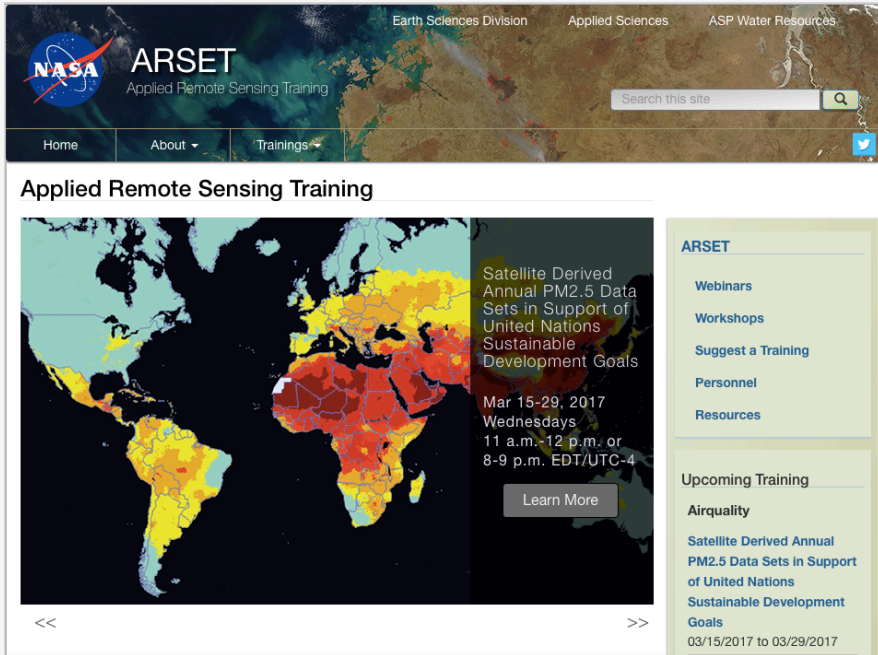 Earth Sciences Division
Applied Sciences
ASP Water Resources
NASA
ARSET
Applied Remote Sensing Training
Search this site
Home
About
Trainings
Applied Remote Sensing Training
Satellite Derived
Annual PM2.5 Data
Sets in Support of
United Nations
Sustainable
Development Goals
Mar 15-29, 2017
Wednesdays
11 a.m.-12 p.m. or
8-9 p.m. EDT/UTC-4
Learn More
<<
>>
ARSET
Webinars
Workshops
Suggest a Training
Personnel
Resources
Upcoming Training
Airquality
Satellite Derived Annual
PM2.5 Data Sets in Support
of United Nations
Sustainable Development
Goals
03/15/2017 to 03/29/2017